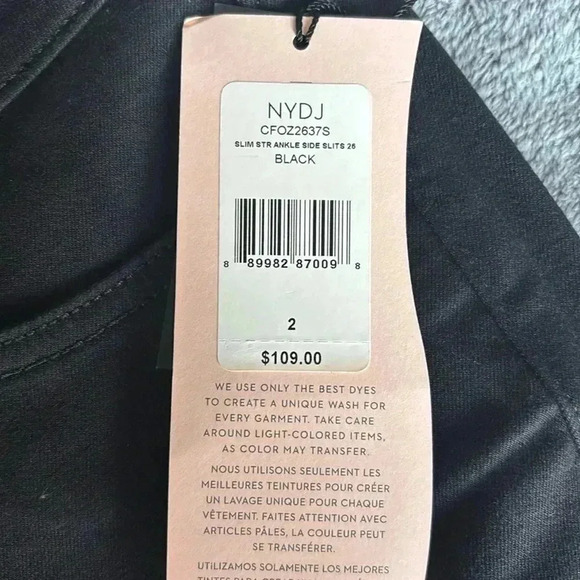 NYDJ
CFOZ2637S
SLIM STR ANKLE SIDE SLITS 26
BLACK
8 89982 87009 8
2
$109.00
WE USE ONLY THE BEST DYES
TO CREATE A UNIQUE WASH FOR
EVERY GARMENT. TAKE CARE
AROUND LIGHT-COLORED ITEMS,
AS COLOR MAY TRANSFER.
NOUS UTILISONS SEULEMENT LES
MEILLEURES TEINTURES POUR CRÉER
UN LAVAGE UNIQUE POUR CHAQUE
VÊTEMENT. FAITES ATTENTION AVEC
ARTICLES PÂLES, LA COULEUR PEUT
SE TRANSFÉRER.
UTILIZAMOS SOLAMENTE LOS MEJORES